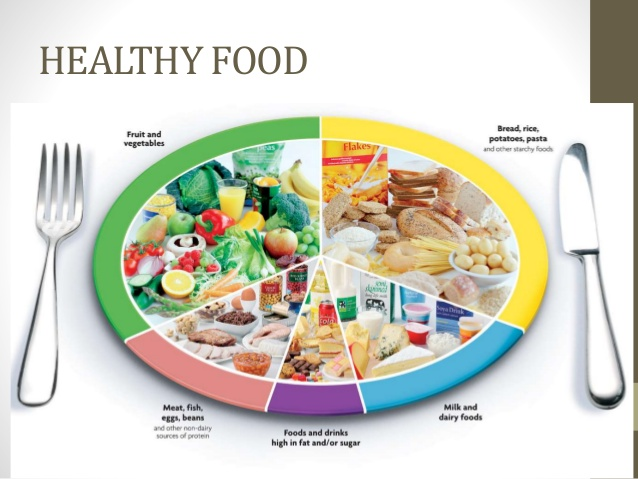 HEALTHY FOOD
Fruit and
vegetables
Bread, rice,
potatoes, pasta
and other starchy foods
Flakes
Meat, fish,
eggs, beans
and other non-dairy
sources of protein
Foods and drinks
high in fat and/or sugar
Milk and
dairy foods